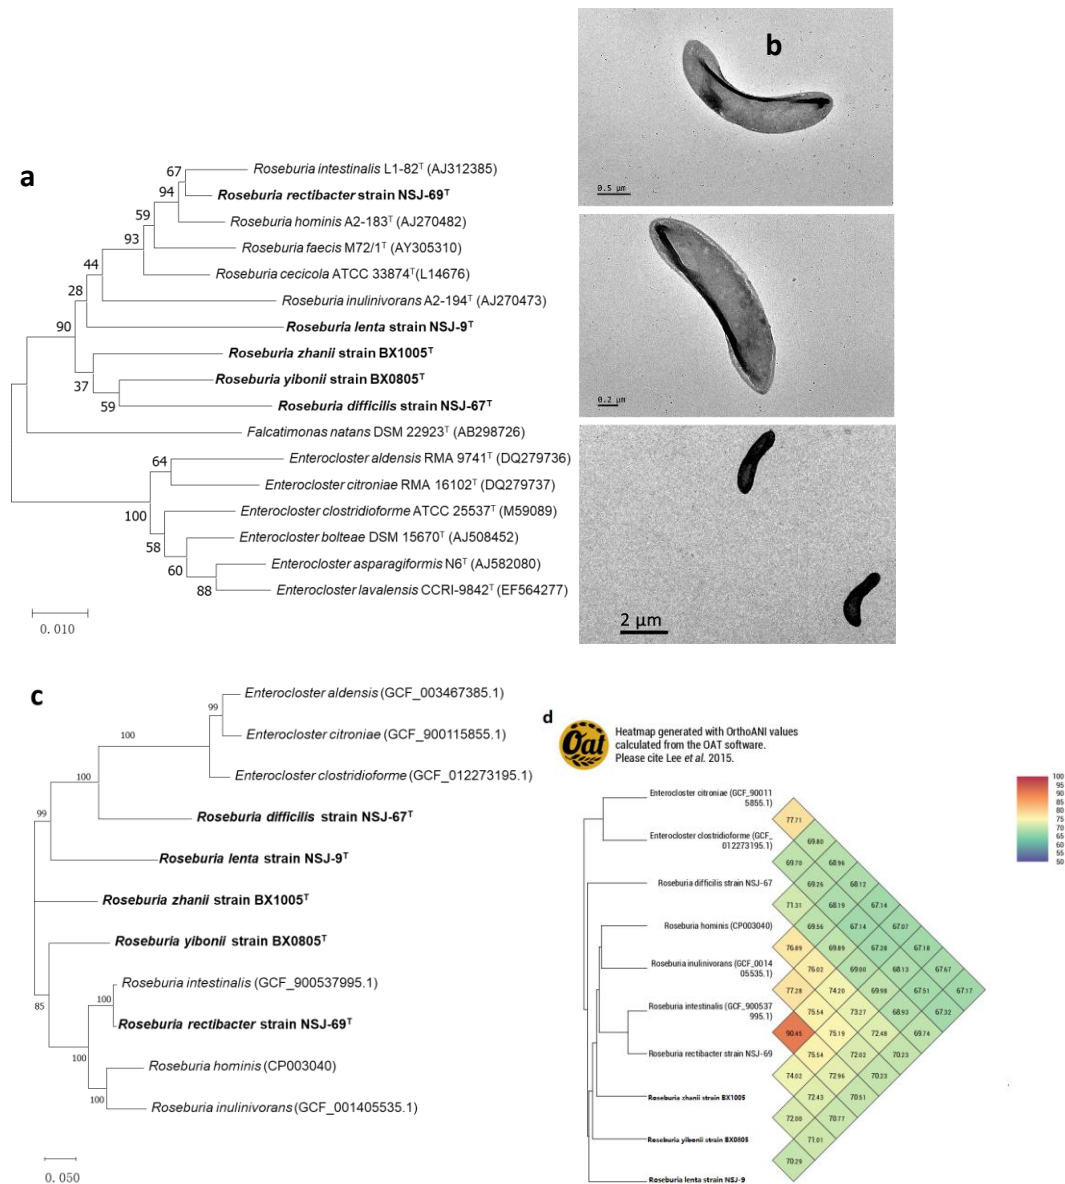 a
67
Roseburia intestinalis L1-82ᵀ (AJ312385)
94
Roseburia rectibacter strain NSJ-69ᵀ
59
Roseburia hominis A2-183ᵀ (AJ270482)
93
Roseburia faecis M72/1ᵀ (AY305310)
44
Roseburia cecicola ATCC 33874ᵀ(L14676)
28
Roseburia inulinivorans A2-194ᵀ (AJ270473)
90
Roseburia lenta strain NSJ-9ᵀ
Roseburia zhanii strain BX1005ᵀ
37
Roseburia yibonii strain BX0805ᵀ
59
Roseburia difficilis strain NSJ-67ᵀ
Falcatimonas natans DSM 22923ᵀ (AB298726)
64
Enterocloster aldensis RMA 9741ᵀ (DQ279736)
Enterocloster citroniae RMA 16102ᵀ (DQ279737)
100
Enterocloster clostridioforme ATCC 25537ᵀ (M59089)
58
Enterocloster bolteae DSM 15670ᵀ (AJ508452)
60
Enterocloster asparagiformis N6ᵀ (AJ582080)
88
Enterocloster lavalensis CCRI-9842ᵀ (EF564277)
0. 010
b
0.5 µm
0.2 µm
2 µm
c
99
Enterocloster aldensis (GCF_003467385.1)
100
Enterocloster citroniae (GCF_900115855.1)
100
Enterocloster clostridioforme (GCF_012273195.1)
99
Roseburia difficilis strain NSJ-67ᵀ
Roseburia lenta strain NSJ-9ᵀ
Roseburia zhanii strain BX1005ᵀ
Roseburia yibonii strain BX0805ᵀ
85
Roseburia intestinalis (GCF_900537995.1)
100
Roseburia rectibacter strain NSJ-69ᵀ
100
Roseburia hominis (CP003040)
100
Roseburia inulinivorans (GCF_001405535.1)
0. 050
d
Oat
Heatmap generated with OrthoANI values
calculated from the OAT software.
Please cite Lee et al. 2015.
100
95
90
85
80
75
70
65
60
55
50
Enterocloster citroniae (GCF_90011
5855.1)
77.71
Enterocloster clostridioforme (GCF_
012273195.1)
69.80
69.70 68.96
Roseburia difficilis strain NSJ-67
69.26 68.12
71.31 68.19 67.14
Roseburia hominis (CP003040)
69.56 67.14 67.07
76.89 69.89 67.28 67.18
Roseburia inulinivorans (GCF_0014
05535.1)
76.02 69.00 68.13 67.67
77.28 74.20 69.98 67.51 67.17
Roseburia intestinalis (GCF_900537
995.1)
75.54 73.27 68.93 67.32
90.45 75.19 72.48 69.74
Roseburia rectibacter strain NSJ-69
75.54 72.02 70.23
74.02 72.96 70.23
Roseburia zhanii strain BX1005
72.43 70.51
72.00 70.77
Roseburia yibonii strain BX0805
71.01
70.29
Roseburia lenta strain NSJ-9